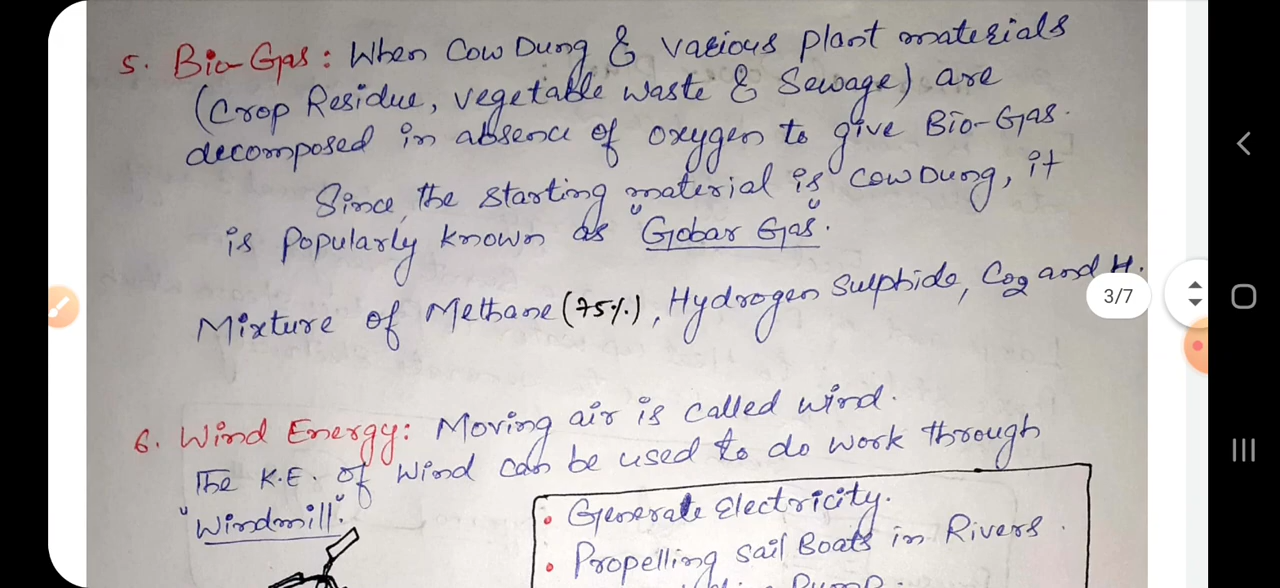 5. Bio-Gas: When Cow Dung & various plant materials
(Crop Residue, vegetable waste & Sewage) are
decomposed in absence of oxygen to give Bio-Gas.
Since, the starting material is cow Dung, it
is Popularly known as "Gobar Gas".
Mixture of Methane (75%), Hydrogen Sulphide, Co2 and H.
3/7
6. Wind Energy: Moving air is called wind.
The K.E. of Wind can be used to do work through
"Windmill".
• Generate Electricity.
• Propelling Sail Boats in Rivers.
Pump